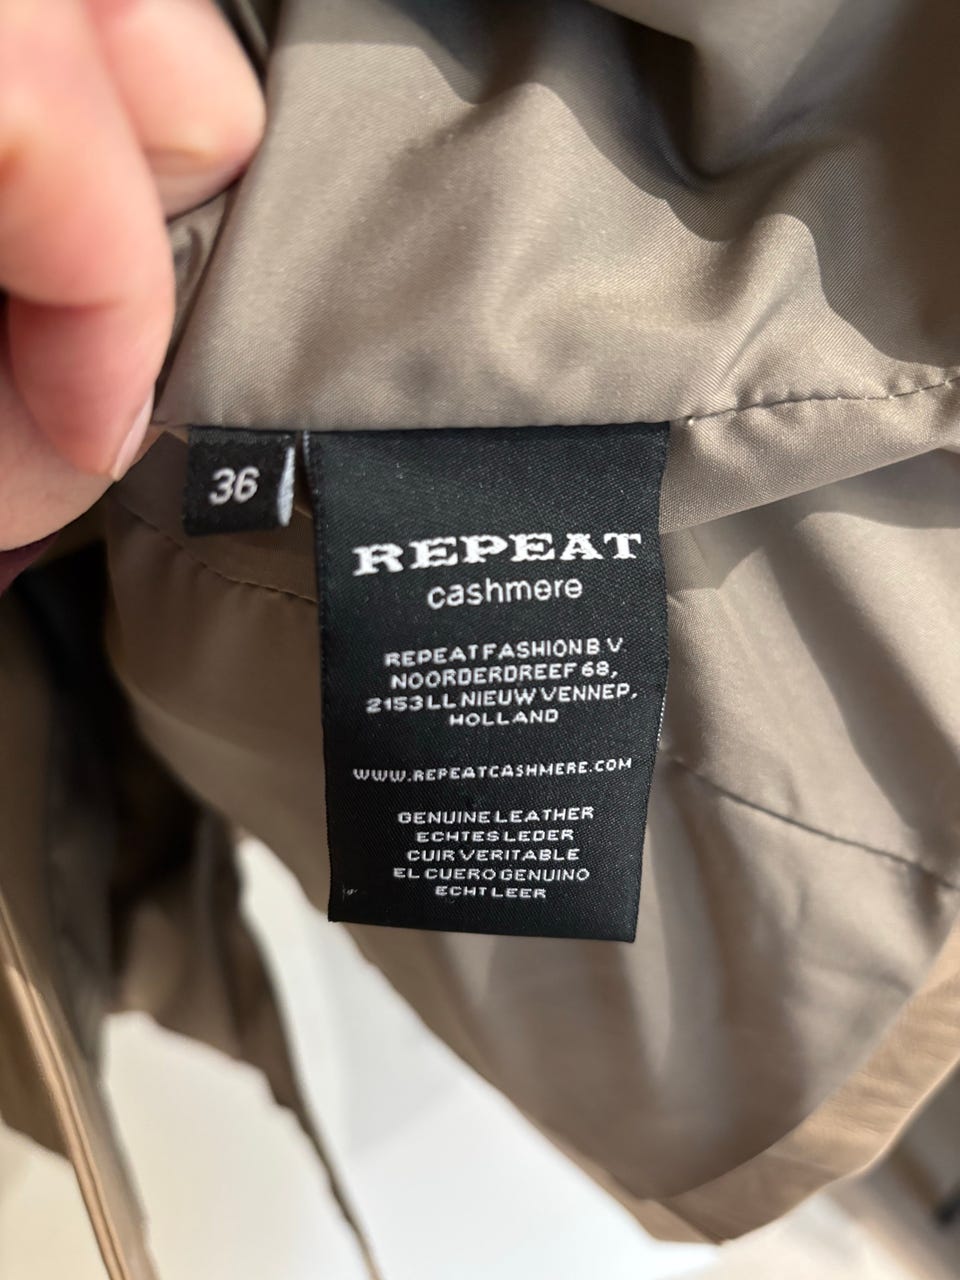 36
REPEAT
cashmere
REPEAT FASHION B V
NOORDERDREEF 68,
2153 LL NIEUW VENNEP,
HOLLAND
WWW.REPEATCASHMERE.COM
GENUINE LEATHER
ECHTES LEDER
CUIR VERITABLE
EL CUERO GENUINO
ECHT LEER